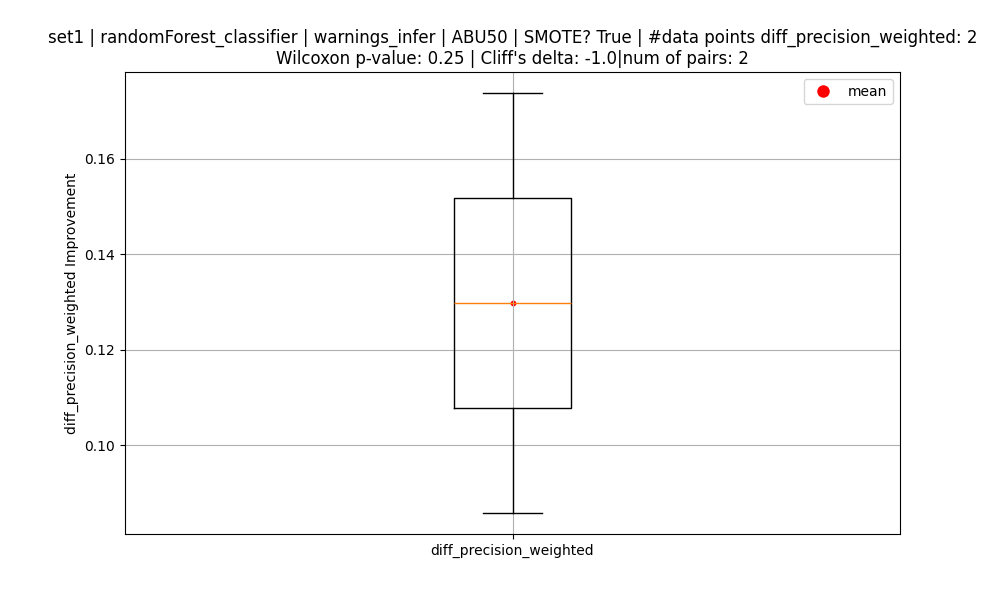 set1 | randomForest_classifier | warnings_infer | ABU50 | SMOTE? True | #data points diff_precision_weighted: 2
Wilcoxon p-value: 0.25 | Cliff's delta: -1.0|num of pairs: 2
mean
0.16
0.14
0.12
0.10
diff_precision_weighted Improvement
diff_precision_weighted